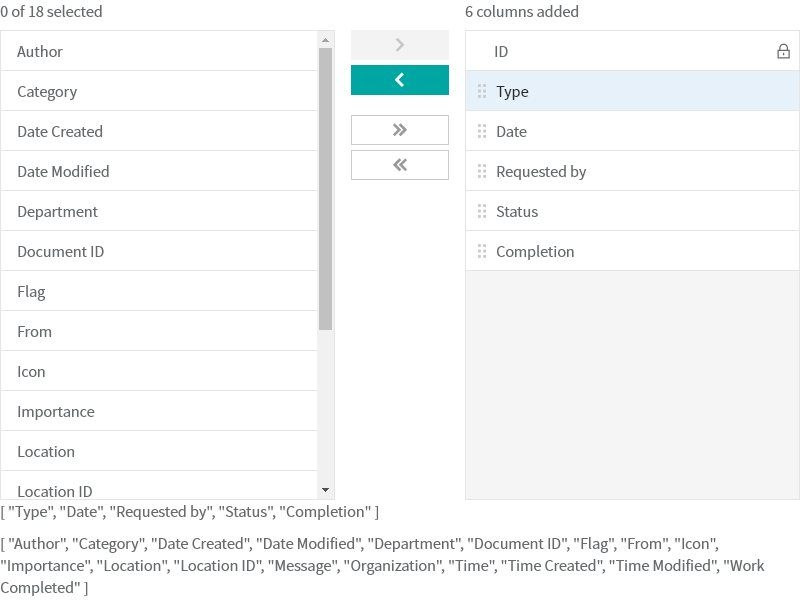 0 of 18 selected
Author
Category
Date Created
Date Modified
Department
Document ID
Flag
From
Icon
Importance
Location
Location ID
6 columns added
ID
Type
Date
Requested by
Status
Completion
[ "Type", "Date", "Requested by", "Status", "Completion" ]
[ "Author", "Category", "Date Created", "Date Modified", "Department", "Document ID", "Flag", "From", "Icon",
"Importance", "Location", "Location ID", "Message", "Organization", "Time", "Time Created", "Time Modified", "Work
Completed" ]